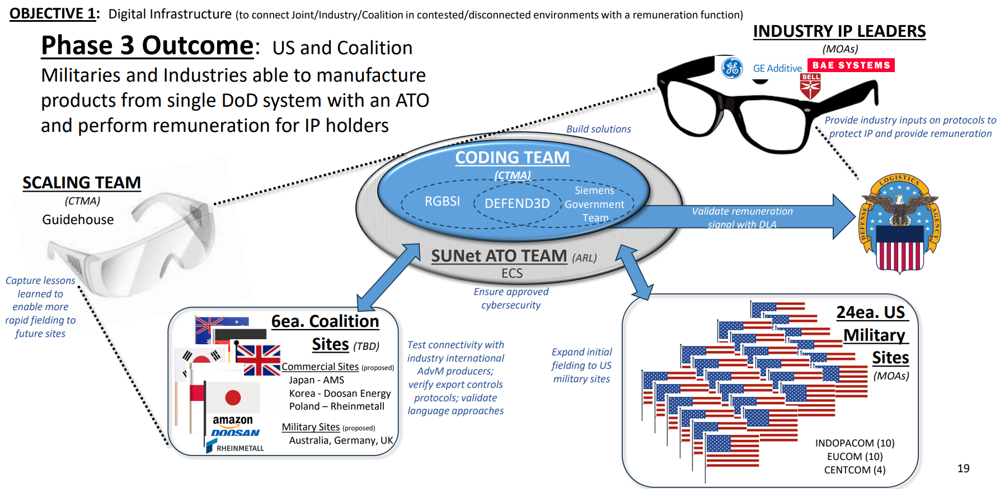 OBJECTIVE 1: Digital Infrastructure (to connect Joint/Industry/Coalition in contested/disconnected environments with a remuneration function)
Phase 3 Outcome: US and Coalition
Militaries and Industries able to manufacture
products from single DoD system with an ATO
and perform remuneration for IP holders
INDUSTRY IP LEADERS
(MOAs)
GE Additive
BAE SYSTEMS
BELL
Provide industry inputs on protocols to
protect IP and provide remuneration
Build solutions
CODING TEAM
(CTMA)
RGBSI
DEFEND3D
Siemens
Government
Team
Validate remuneration
signal with DLA
DEFENSE LOGISTICS AGENCY
SUNet ATO TEAM (ARL)
ECS
Ensure approved
cybersecurity
SCALING TEAM
(CTMA)
Guidehouse
Capture lessons
learned to
enable more
rapid fielding to
future sites
6ea. Coalition
Sites (TBD)
Commercial Sites (proposed)
Japan - AMS
Korea - Doosan Energy
Poland – Rheinmetall
Military Sites (proposed)
Australia, Germany, UK
amazon
DOOSAN
RHEINMETALL
Test connectivity with
industry international
AdvM producers;
verify export controls
protocols; validate
language approaches
Expand initial
fielding to US
military sites
24ea. US
Military
Sites
(MOAs)
INDOPACOM (10)
EUCOM (10)
CENTCOM (4)
19